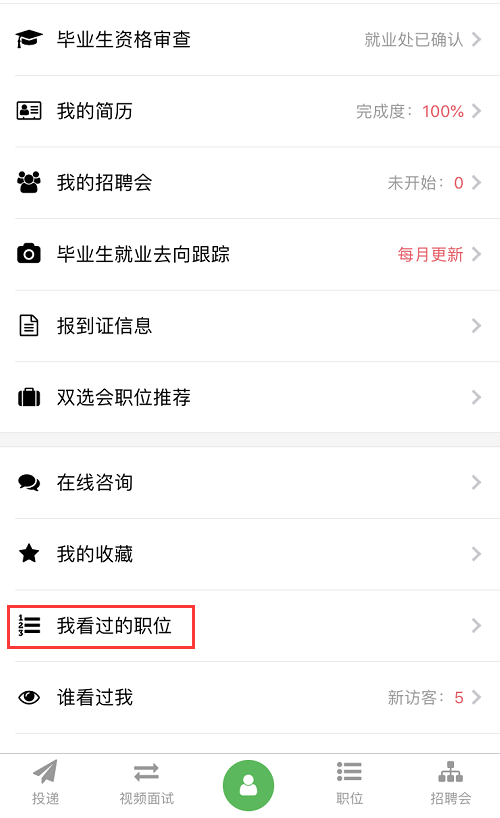 毕业生资格审查 就业处已确认
我的简历 完成度：100%
我的招聘会 未开始：0
毕业生就业去向跟踪 每月更新
报到证信息
双选会职位推荐
在线咨询
我的收藏
我看过的职位
谁看过我 新访客：5
投递 视频面试 职位 招聘会